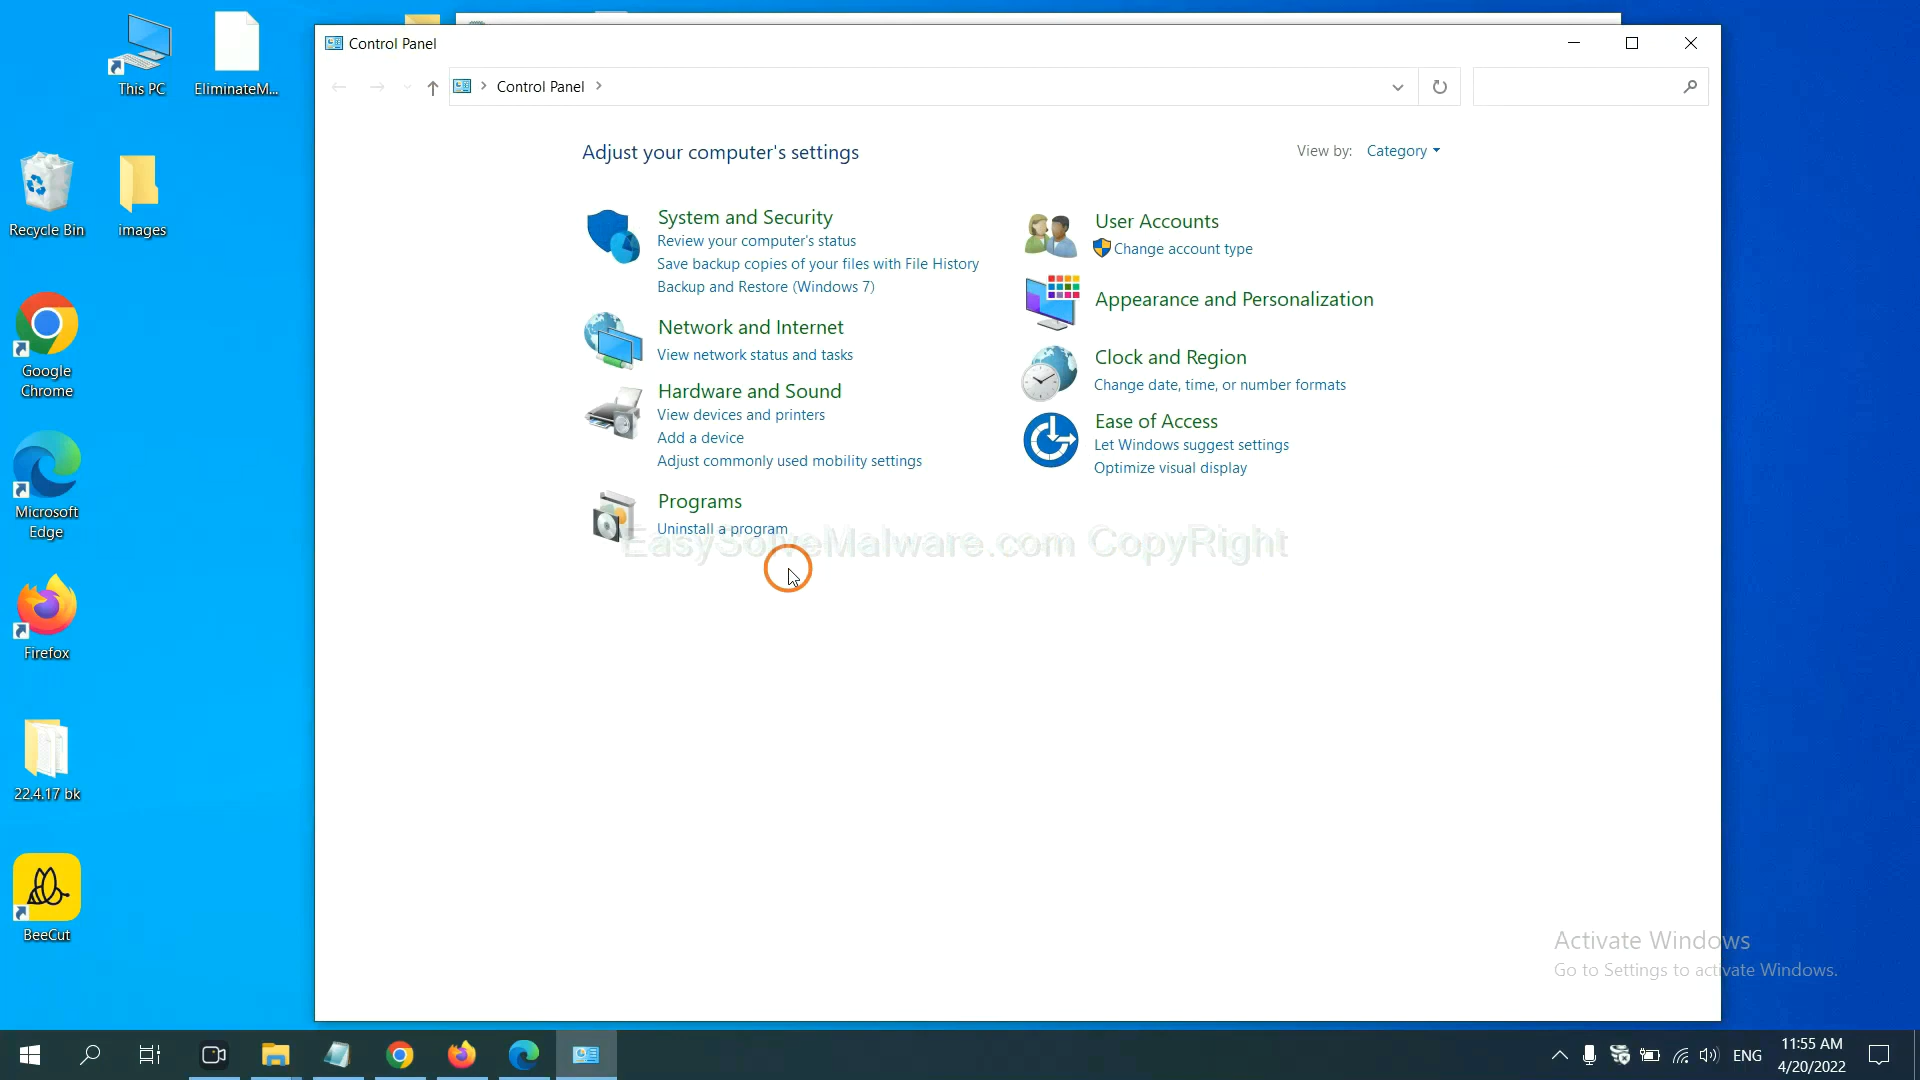 This PC
EliminateM...
Recycle Bin
images
Google
Chrome
Microsoft
Edge
Firefox
22.4.17 bk
BeeCut
Control Panel
Control Panel
Adjust your computer's settings
View by: Category
System and Security
Review your computer's status
Save backup copies of your files with File History
Backup and Restore (Windows 7)
Network and Internet
View network status and tasks
Hardware and Sound
View devices and printers
Add a device
Adjust commonly used mobility settings
Programs
Uninstall a program
User Accounts
Change account type
Appearance and Personalization
Clock and Region
Change date, time, or number formats
Ease of Access
Let Windows suggest settings
Optimize visual display
EasySolveMalware.com CopyRight
Activate Windows
Go to Settings to activate Windows.
ENG
11:55 AM
4/20/2022